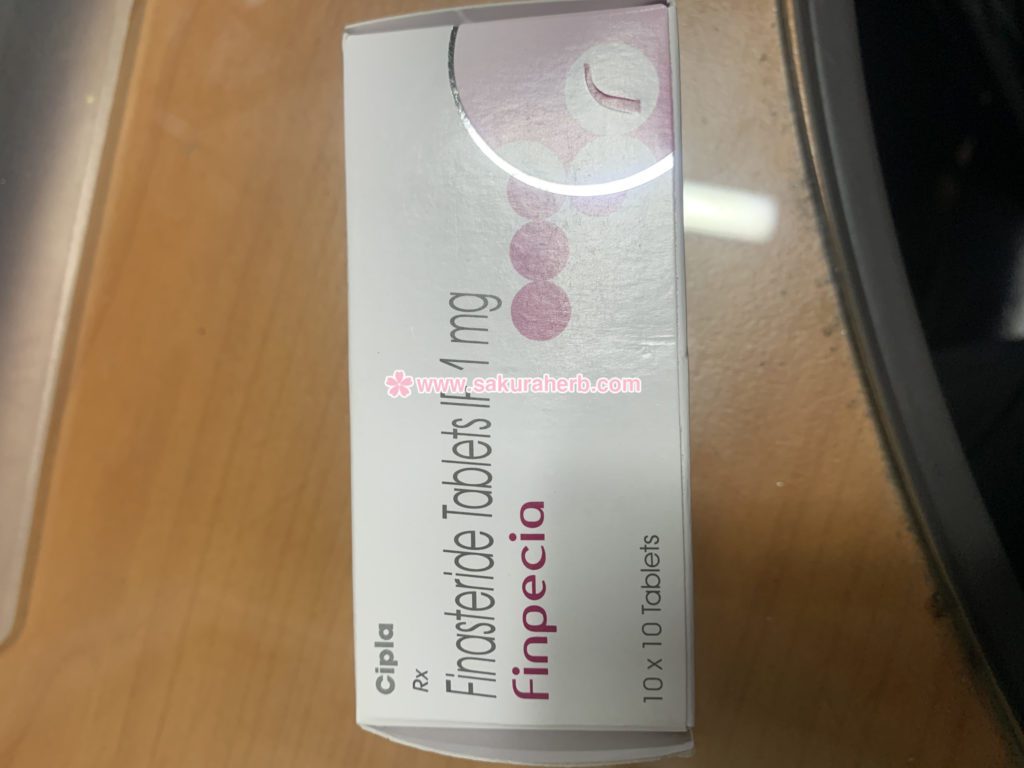 Cipla
Rx
Finasteride Tablets IP 1 mg
Finpecia
10 x 10 Tablets
www.sakuraherb.com